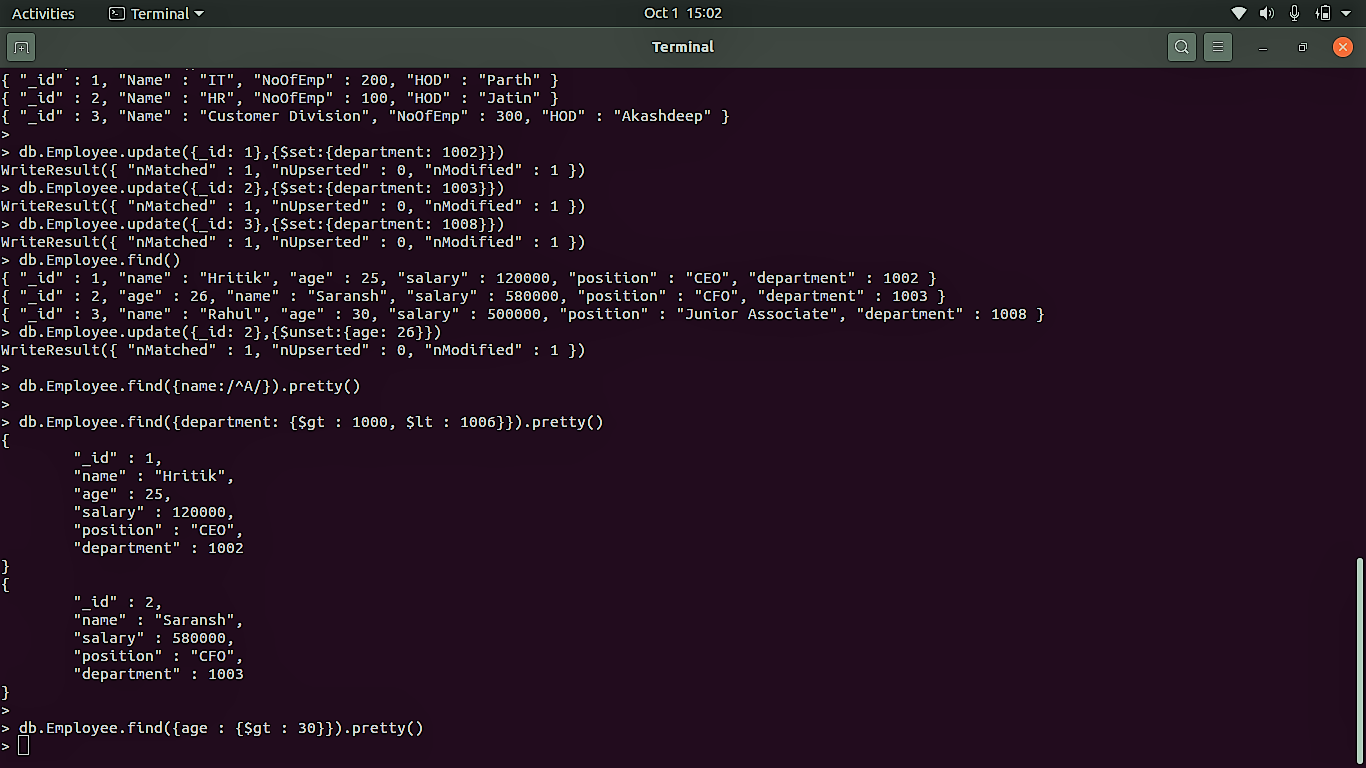 Activities Terminal Oct 1 15:02
Terminal
{ "_id" : 1, "Name" : "IT", "NoOfEmp" : 200, "HOD" : "Parth" }
{ "_id" : 2, "Name" : "HR", "NoOfEmp" : 100, "HOD" : "Jatin" }
{ "_id" : 3, "Name" : "Customer Division", "NoOfEmp" : 300, "HOD" : "Akashdeep" }
>
> db.Employee.update({_id: 1},{$set:{department: 1002}})
WriteResult({ "nMatched" : 1, "nUpserted" : 0, "nModified" : 1 })
> db.Employee.update({_id: 2},{$set:{department: 1003}})
WriteResult({ "nMatched" : 1, "nUpserted" : 0, "nModified" : 1 })
> db.Employee.update({_id: 3},{$set:{department: 1008}})
WriteResult({ "nMatched" : 1, "nUpserted" : 0, "nModified" : 1 })
> db.Employee.find()
{ "_id" : 1, "name" : "Hritik", "age" : 25, "salary" : 120000, "position" : "CEO", "department" : 1002 }
{ "_id" : 2, "age" : 26, "name" : "Saransh", "salary" : 580000, "position" : "CFO", "department" : 1003 }
{ "_id" : 3, "name" : "Rahul", "age" : 30, "salary" : 500000, "position" : "Junior Associate", "department" : 1008 }
> db.Employee.update({_id: 2},{$unset:{age: 26}})
WriteResult({ "nMatched" : 1, "nUpserted" : 0, "nModified" : 1 })
>
> db.Employee.find({name:/^A/}).pretty()
>
> db.Employee.find({department: {$gt : 1000, $lt : 1006}}).pretty()
{
"_id" : 1,
"name" : "Hritik",
"age" : 25,
"salary" : 120000,
"position" : "CEO",
"department" : 1002
}
{
"_id" : 2,
"name" : "Saransh",
"salary" : 580000,
"position" : "CFO",
"department" : 1003
}
>
> db.Employee.find({age : {$gt : 30}}).pretty()
>